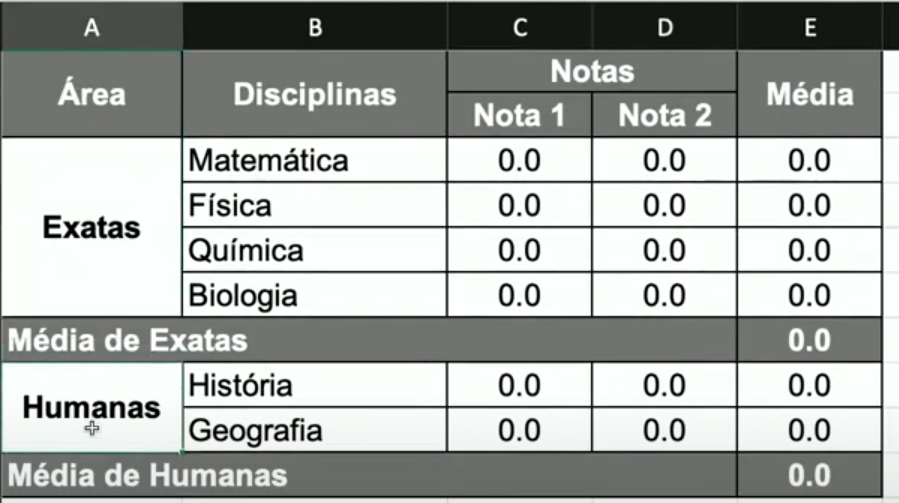 A B C D E
Área Disciplinas Notas Média
Nota 1 Nota 2
Exatas
Matemática 0.0 0.0 0.0
Física 0.0 0.0 0.0
Química 0.0 0.0 0.0
Biologia 0.0 0.0 0.0
Média de Exatas 0.0
Humanas
História 0.0 0.0 0.0
Geografia 0.0 0.0 0.0
Média de Humanas 0.0